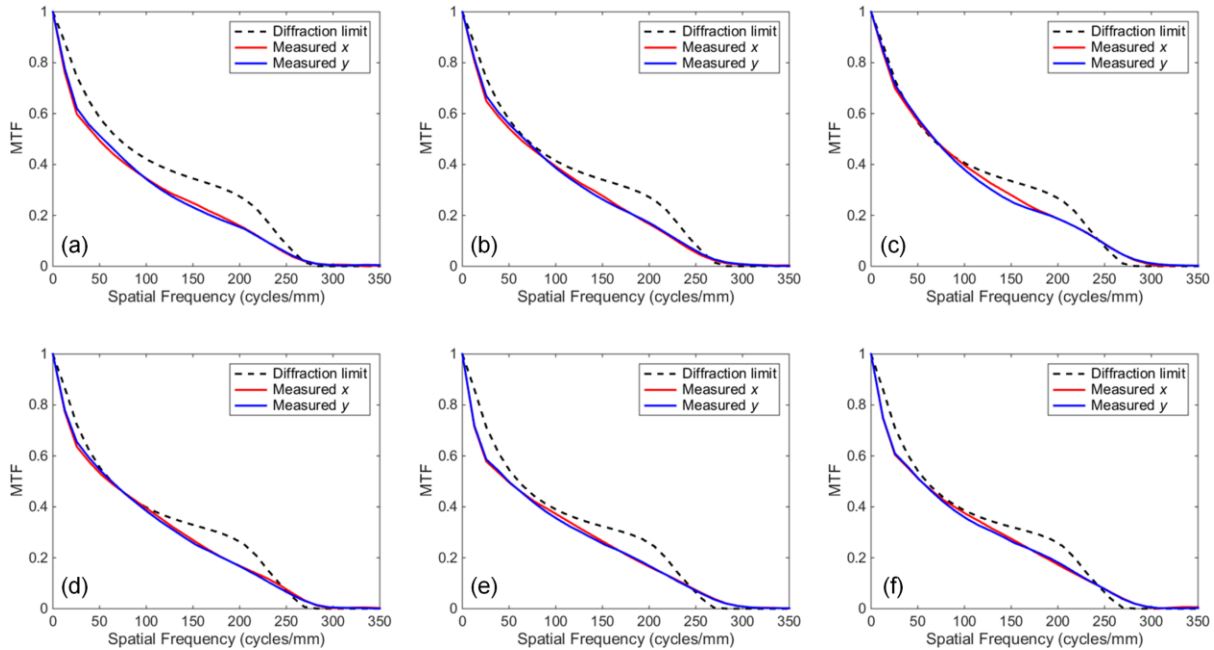 1
0.8
0.6
0.4
0.2
0
MTF
Diffraction limit
Measured x
Measured y
(a)
0 50 100 150 200 250 300 350
Spatial Frequency (cycles/mm)
1
0.8
0.6
0.4
0.2
0
MTF
Diffraction limit
Measured x
Measured y
(b)
0 50 100 150 200 250 300 350
Spatial Frequency (cycles/mm)
1
0.8
0.6
0.4
0.2
0
MTF
Diffraction limit
Measured x
Measured y
(c)
0 50 100 150 200 250 300 350
Spatial Frequency (cycles/mm)
1
0.8
0.6
0.4
0.2
0
MTF
Diffraction limit
Measured x
Measured y
(d)
0 50 100 150 200 250 300 350
Spatial Frequency (cycles/mm)
1
0.8
0.6
0.4
0.2
0
MTF
Diffraction limit
Measured x
Measured y
(e)
0 50 100 150 200 250 300 350
Spatial Frequency (cycles/mm)
1
0.8
0.6
0.4
0.2
0
MTF
Diffraction limit
Measured x
Measured y
(f)
0 50 100 150 200 250 300 350
Spatial Frequency (cycles/mm)